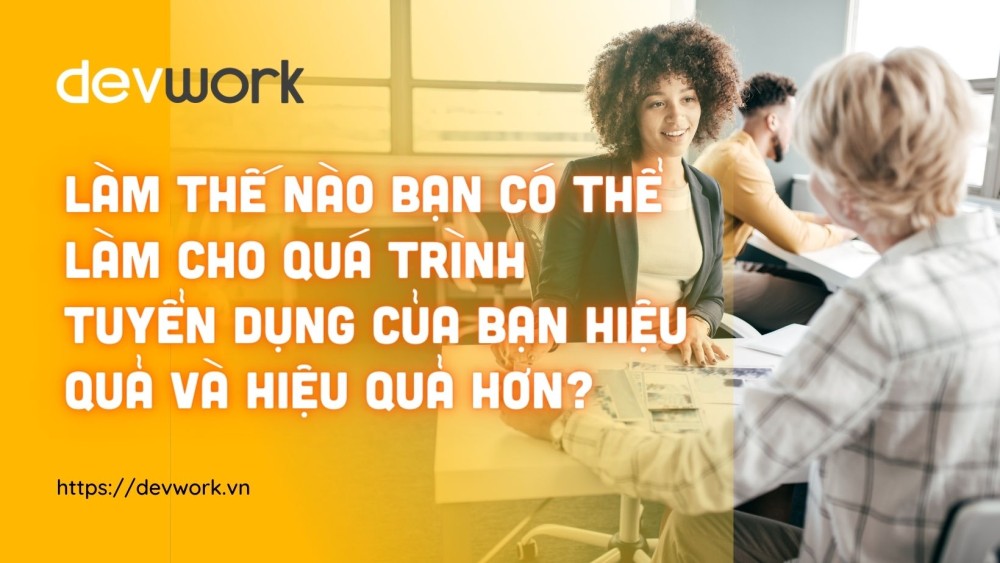 devwork
LÀM THẾ NÀO BẠN CÓ THỂ
LÀM CHO QUÁ TRÌNH
TUYỂN DỤNG CỦA BẠN HIỆU
QUẢ VÀ HIỆU QUẢ HƠN?
https://devwork.vn